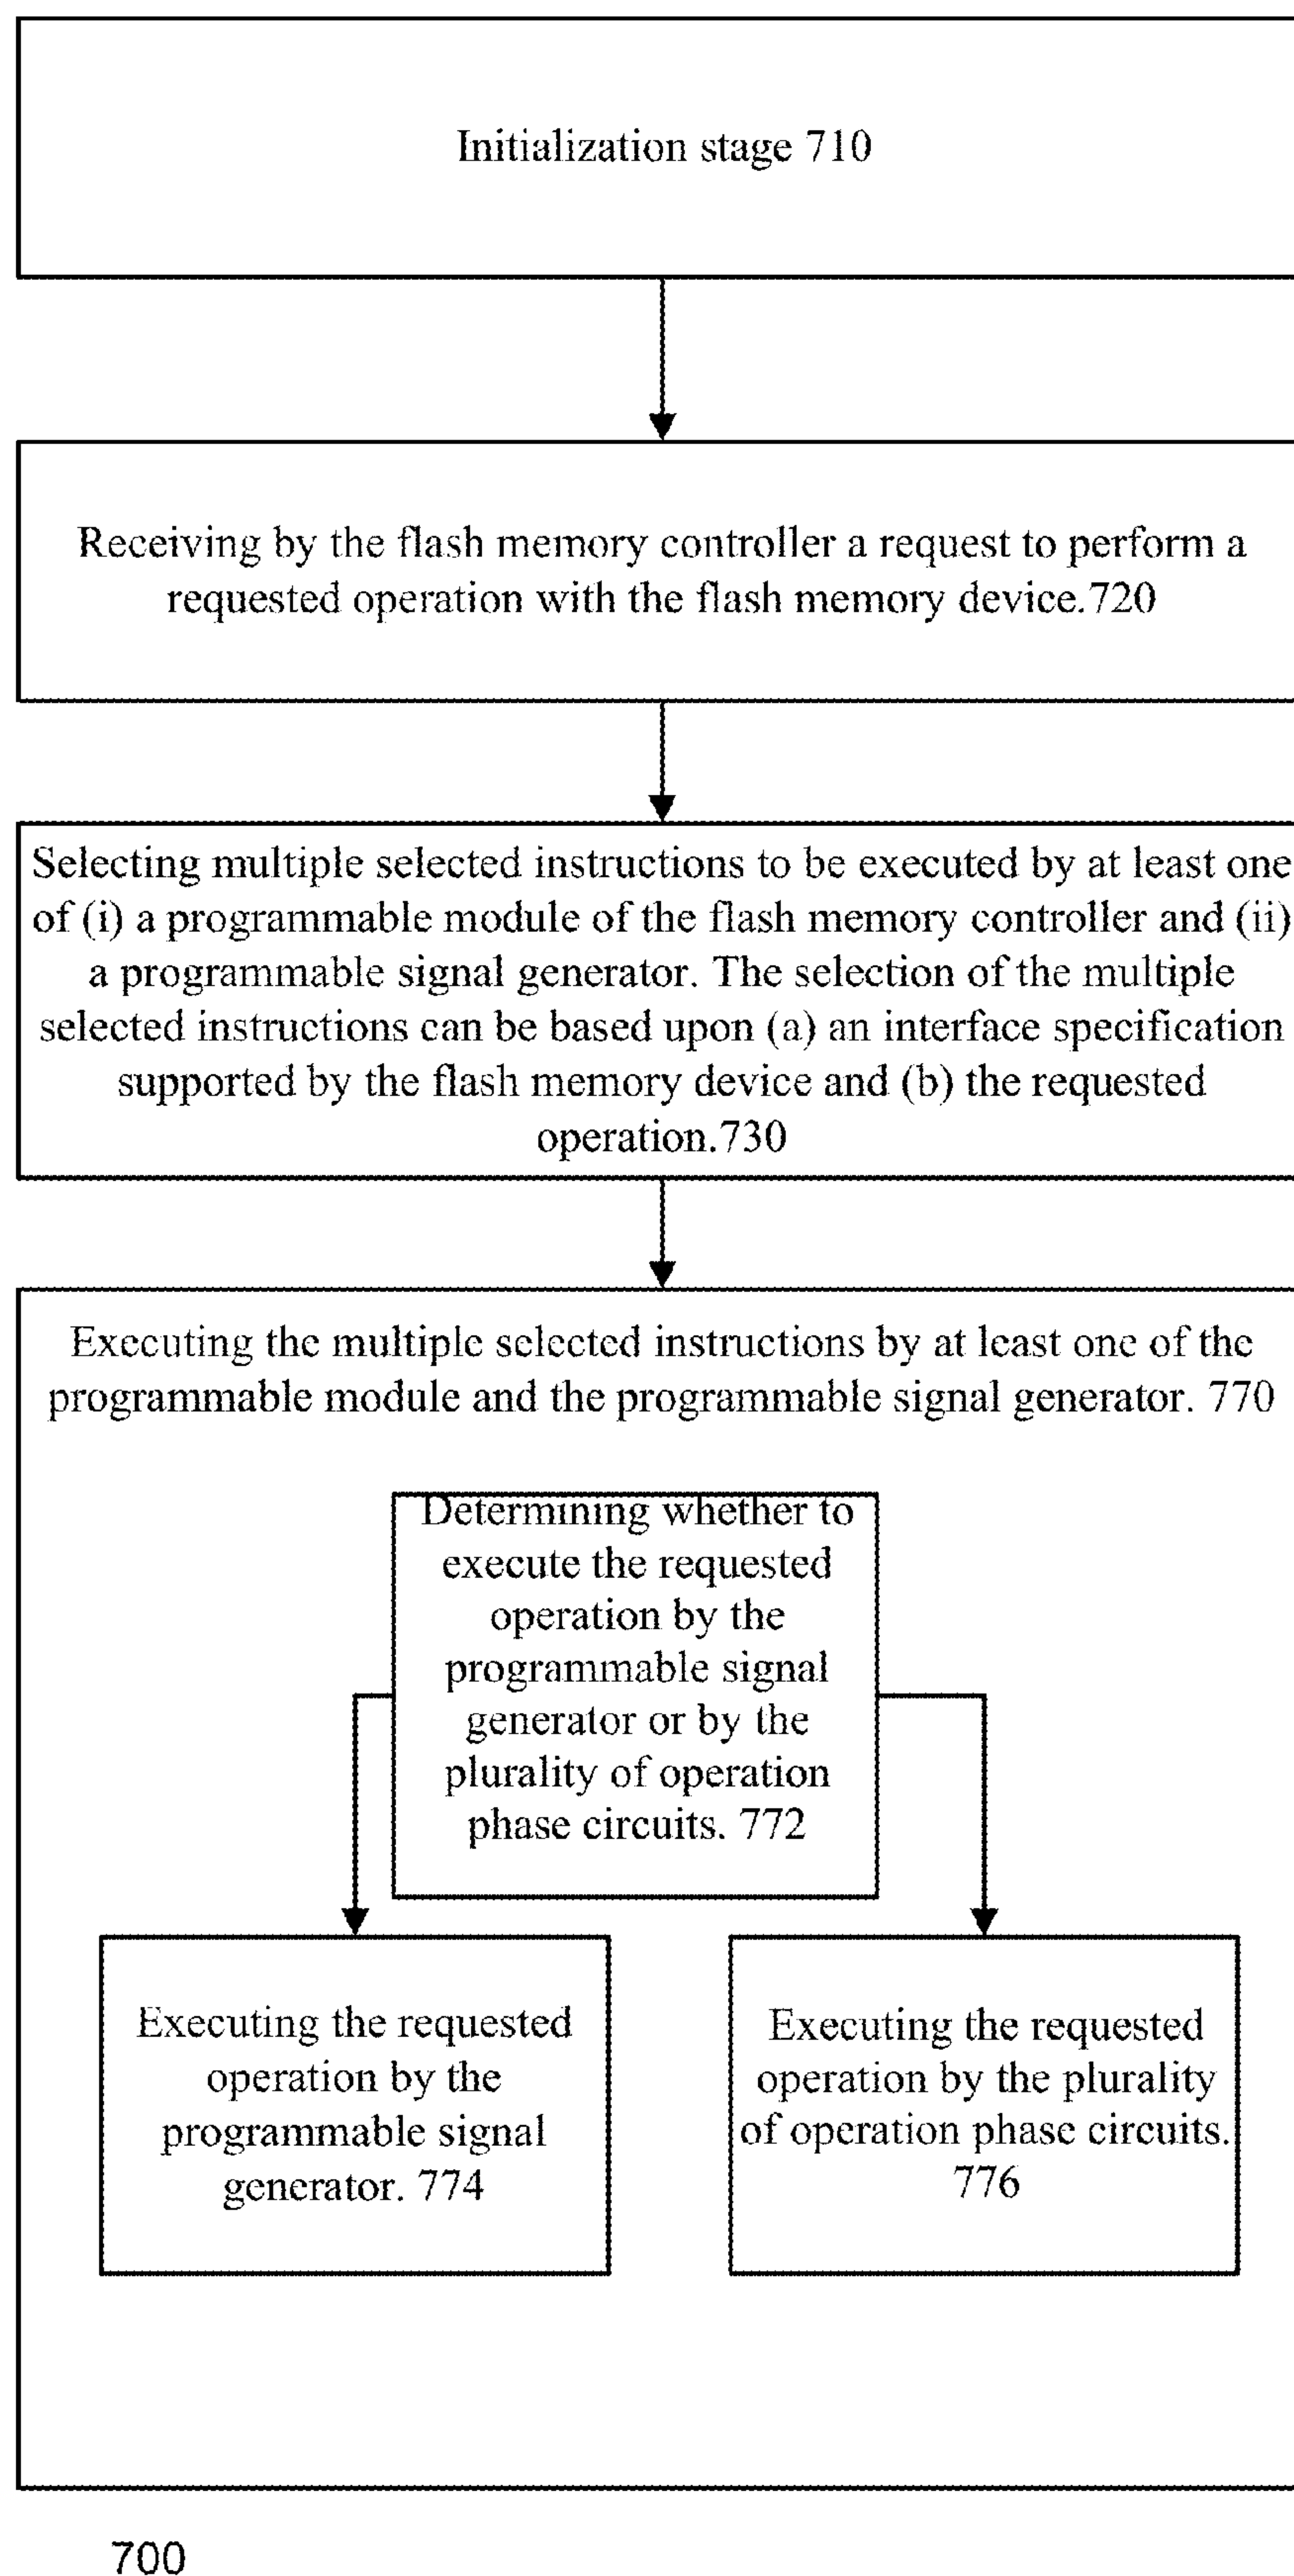 Initialization stage 710
Receiving by the flash memory controller a request to perform a
requested operation with the flash memory device.720
Selecting multiple selected instructions to be executed by at least one
of (i) a programmable module of the flash memory controller and (ii)
a programmable signal generator. The selection of the multiple
selected instructions can be based upon (a) an interface specification
supported by the flash memory device and (b) the requested
operation.730
Executing the multiple selected instructions by at least one of the
programmable module and the programmable signal generator. 770
Determining whether to
execute the requested
operation by the
programmable signal
generator or by the
plurality of operation
phase circuits. 772
Executing the requested
operation by the
programmable signal
generator. 774
Executing the requested
operation by the plurality
of operation phase circuits.
776
700